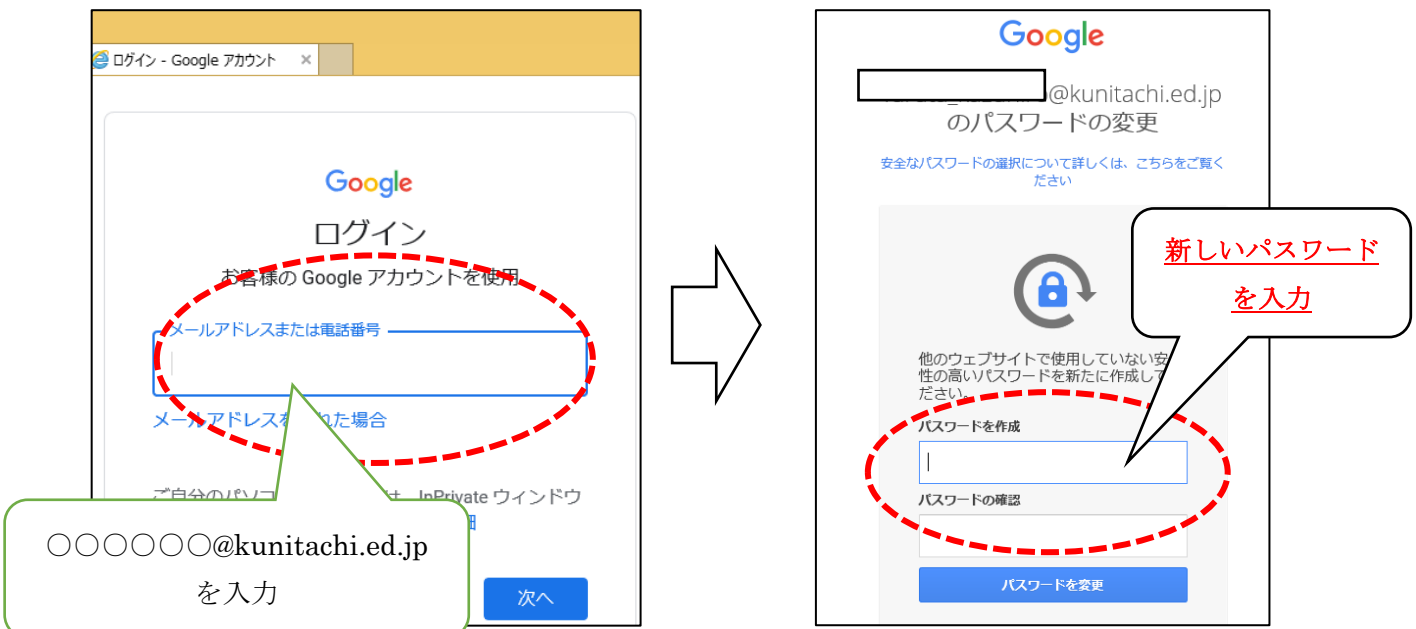 ログイン - Google アカウント
Google
ログイン
お客様の Google アカウントを使用
メールアドレスまたは電話番号
メールアドレスを れた場合
ご自分のパソコ は、InPrivate ウィンドウ
〇〇〇〇〇〇@kunitachi.ed.jp
を入力
次へ
Google
@kunitachi.ed.jp
のパスワードの変更
安全なパスワードの選択について詳しくは、こちらをご覧く
ださい
新しいパスワード
を入力
他のウェブサイトで使用していない安
性の高いパスワードを新たに作成して
ださい。
パスワードを作成
パスワードの確認
パスワードを変更